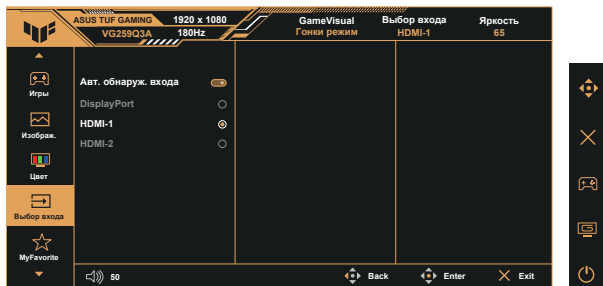 ASUS TUF GAMING 1920 x 1080 GameVisual Выбор входа Яркость
VG259Q3A 180Hz Гонки режим HDMI-1 65
Игры
Авт. обнаруж. входа
DisplayPort
HDMI-1
Изображ.
HDMI-2
Цвет
Выбор входа
MyFavorite
50 Back Enter Exit